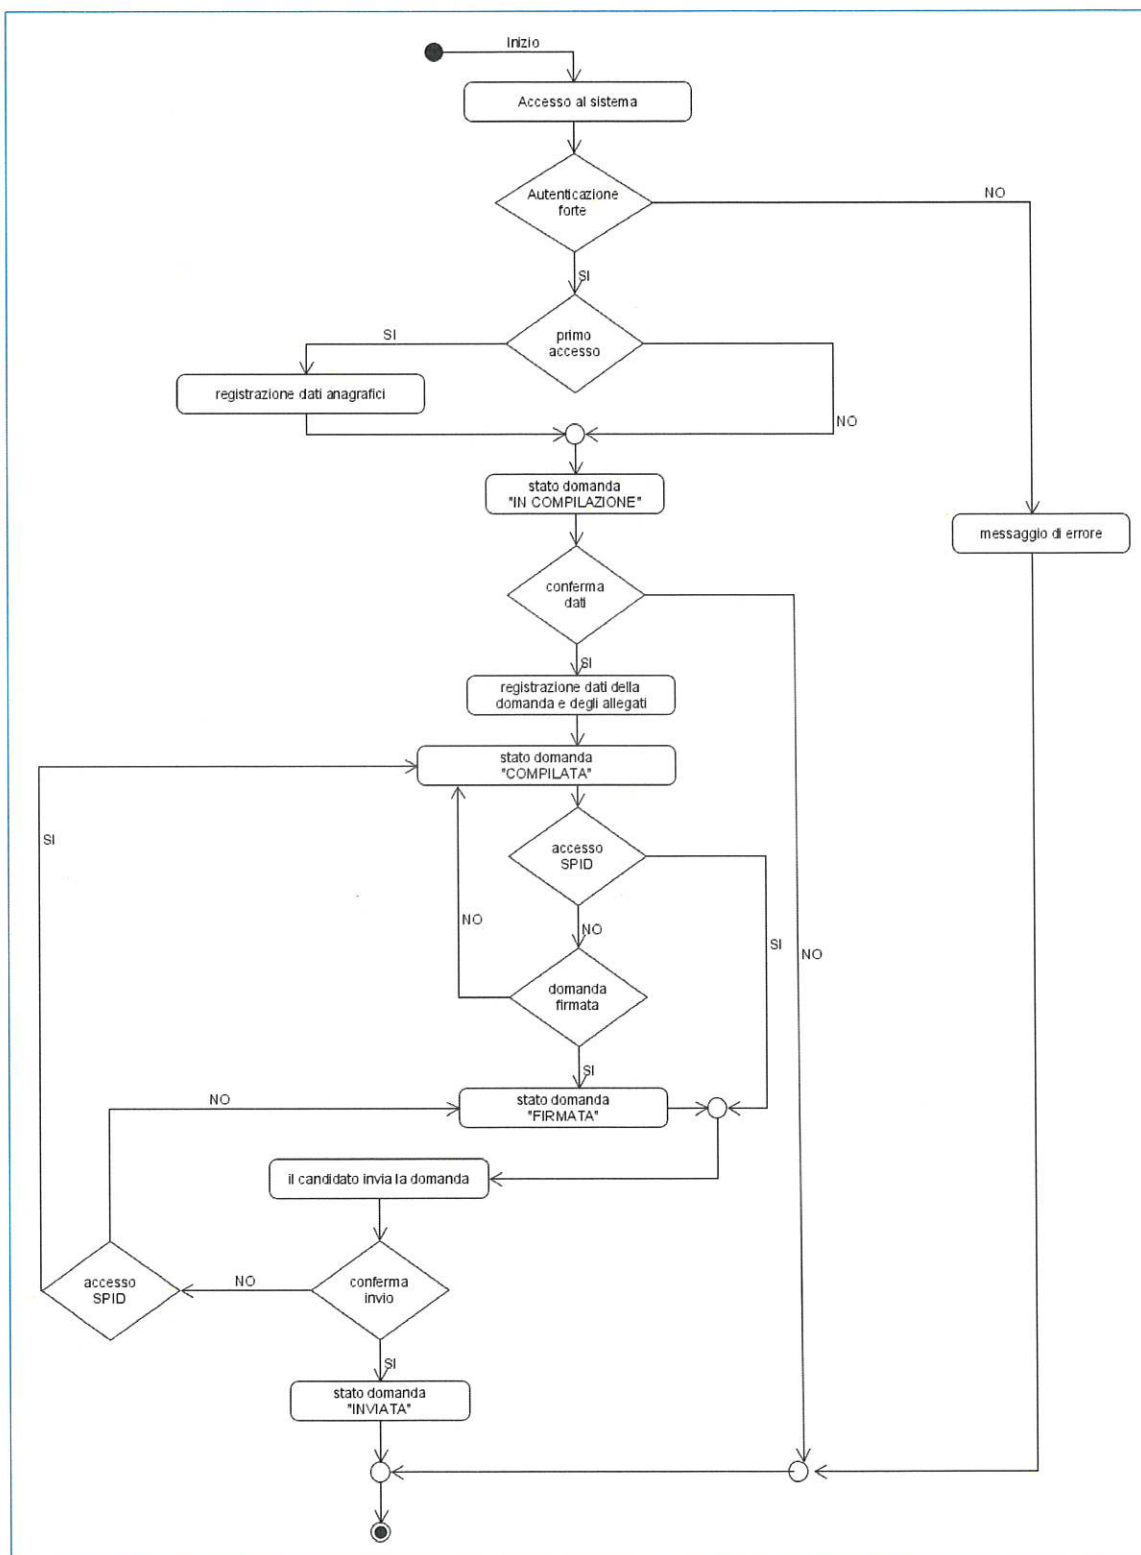 Inizio
Accesso al sistema
Autenticazione
forte
NO
SI
primo
accesso
SI
registrazione dati anagrafici
NO
stato domanda
"IN COMPILAZIONE"
messaggio di errore
conferma
dati
SI
registrazione dati della
domanda e degli allegati
stato domanda
"COMPILATA"
SI
accesso
SPID
NO
NO
SI
NO
domanda
firmata
SI
stato domanda
"FIRMATA"
NO
il candidato invia la domanda
accesso
SPID
NO
conferma
invio
SI
stato domanda
"INVIATA"